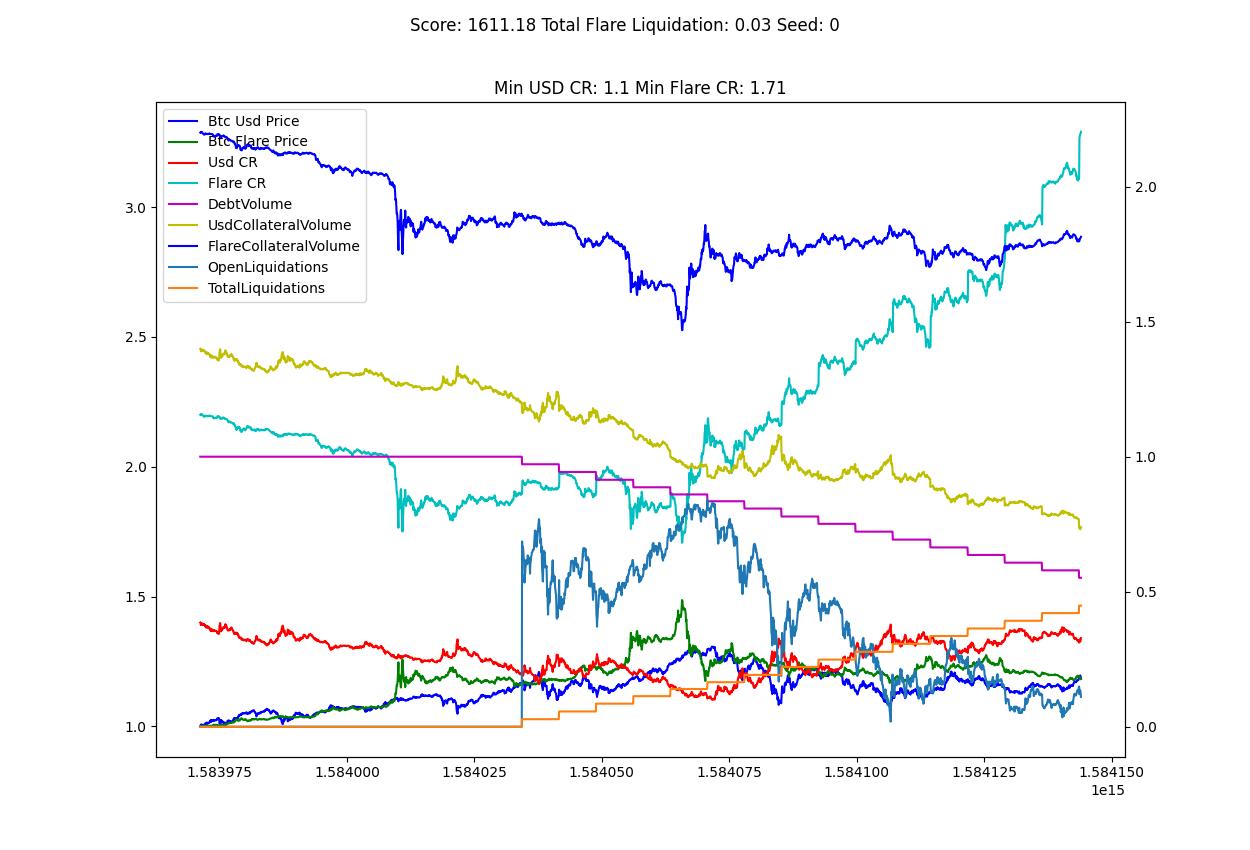 Score: 1611.18 Total Flare Liquidation: 0.03 Seed: 0
Min USD CR: 1.1 Min Flare CR: 1.71
Btc Usd Price
Btc Flare Price
Usd CR
Flare CR
DebtVolume
UsdCollateralVolume
FlareCollateralVolume
OpenLiquidations
TotalLiquidations
3.0
2.5
2.0
1.5
1.0
2.0
1.5
1.0
0.5
0.0
1.583975 1.584000 1.584025 1.584050 1.584075 1.584100 1.584125 1.584150
1e15